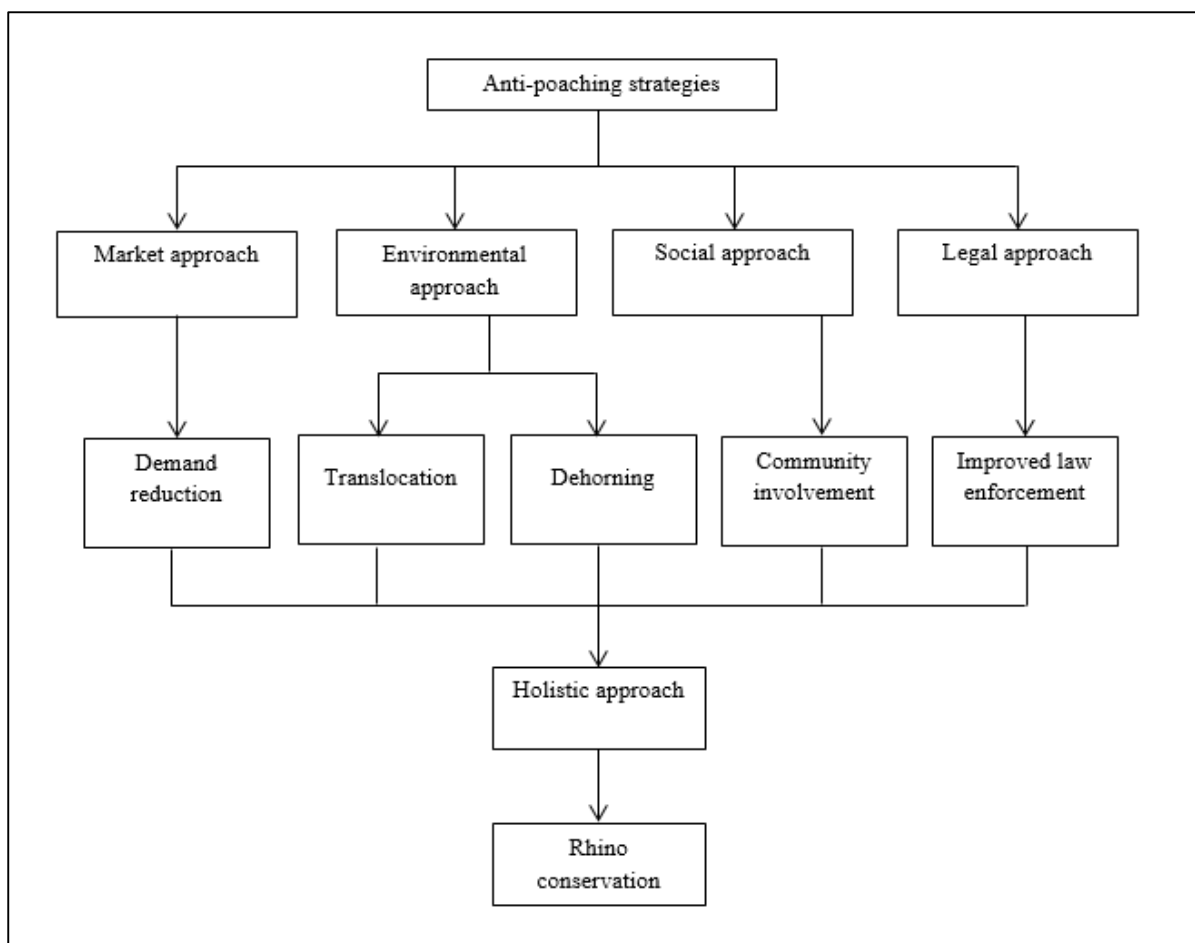 Anti-poaching strategies
Market approach
Environmental
approach
Social approach
Legal approach
Demand
reduction
Translocation
Dehorning
Community
involvement
Improved law
enforcement
Holistic approach
Rhino
conservation